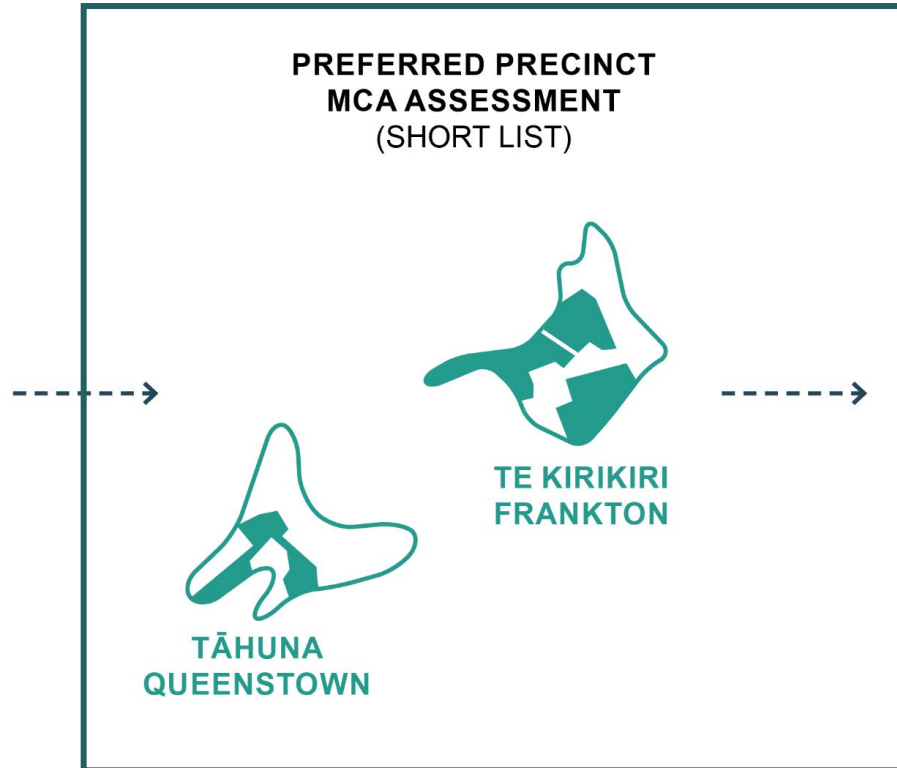 PREFERRED PRECINCT
MCA ASSESSMENT
(SHORT LIST)
TE KIRIKIRI
FRANKTON
TĀHUNA
QUEENSTOWN